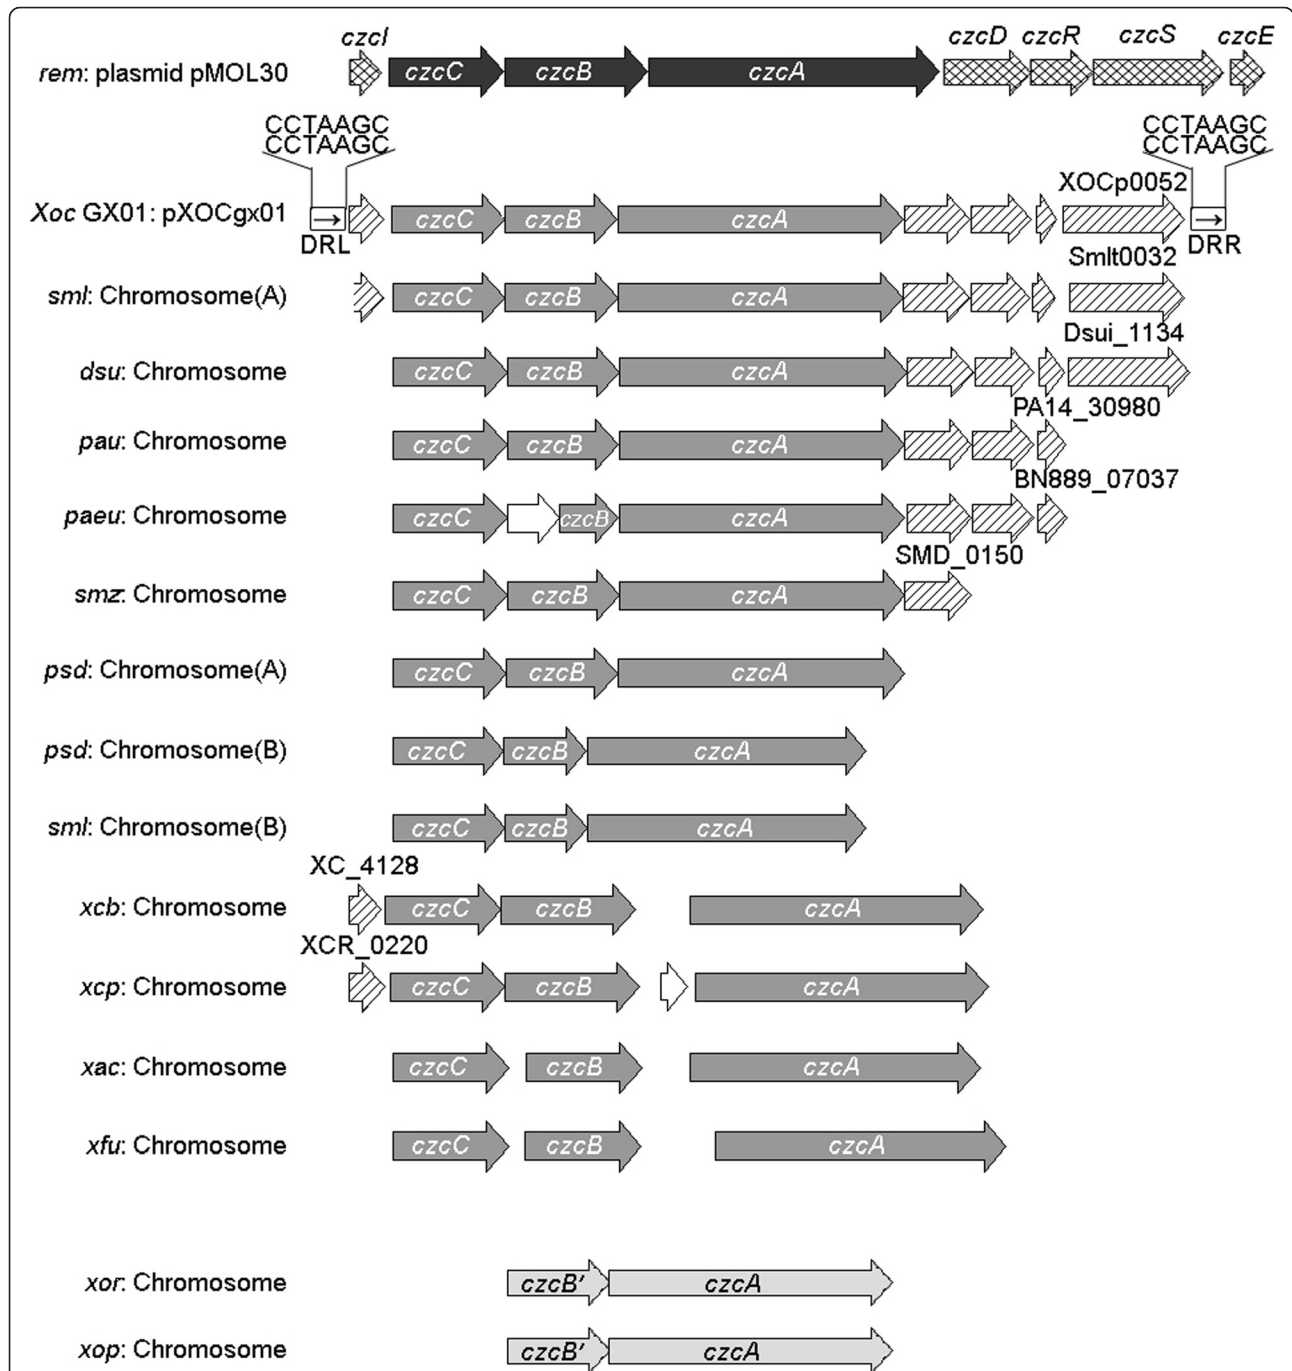 czcI czcD czcR czcS czcE
rem: plasmid pMOL30 czcC czcB czcA
CCTAAGC CCTAAGC
CCTAAGC CCTAAGC
XOCp0052
Xoc GX01: pXOCgx01 → czcC czcB czcA →
DRL DRR
Smlt0032
sml: Chromosome(A) czcC czcB czcA
Dsui_1134
dsu: Chromosome czcC czcB czcA
PA14_30980
pau: Chromosome czcC czcB czcA
BN889_07037
paeu: Chromosome czcC czcB czcA
SMD_0150
smz: Chromosome czcC czcB czcA
psd: Chromosome(A) czcC czcB czcA
psd: Chromosome(B) czcC czcB czcA
sml: Chromosome(B) czcC czcB czcA
XC_4128
xcb: Chromosome czcC czcB czcA
XCR_0220
xcp: Chromosome czcC czcB czcA
xac: Chromosome czcC czcB czcA
xfu: Chromosome czcC czcB czcA
xor: Chromosome czcB' czcA
xop: Chromosome czcB' czcA